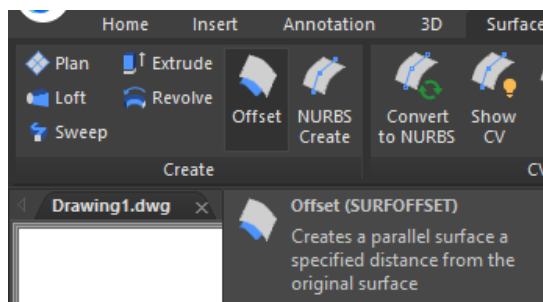 Home Insert Annotation 3D Surface
Plan Extrude
Loft Revolve
Sweep
Offset NURBS Create
Convert to NURBS Show CV
Create
Drawing1.dwg
Offset (SURFOFFSET)
Creates a parallel surface a
specified distance from the
original surface